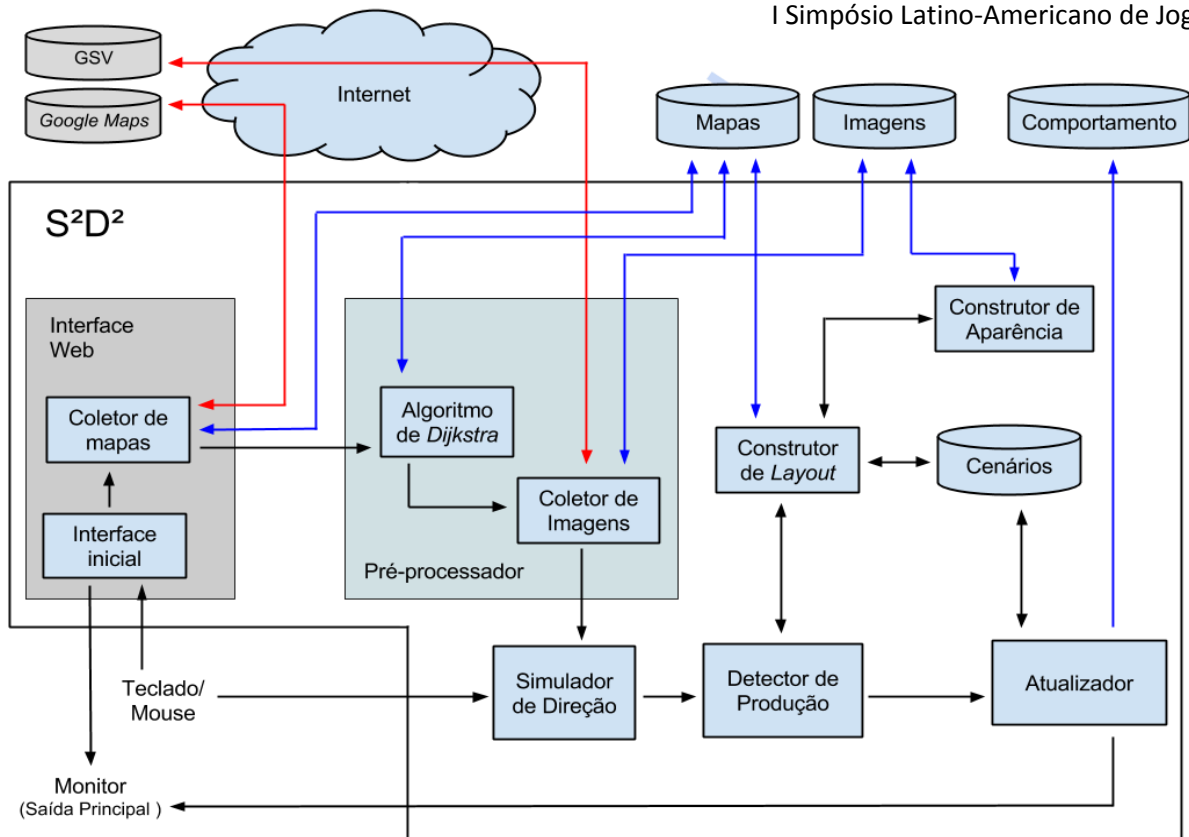 I Simpósio Latino-Americano de Jog
GSV
Google Maps
Internet
Mapas
Imagens
Comportamento
S²D²
Interface
Web
Coletor de
mapas
Interface
inicial
Algoritmo
de Dijkstra
Coletor de
Imagens
Pré-processador
Construtor de
Aparência
Construtor
de Layout
Cenários
Teclado/
Mouse
Simulador
de Direção
Detector de
Produção
Atualizador
Monitor
(Saída Principal )